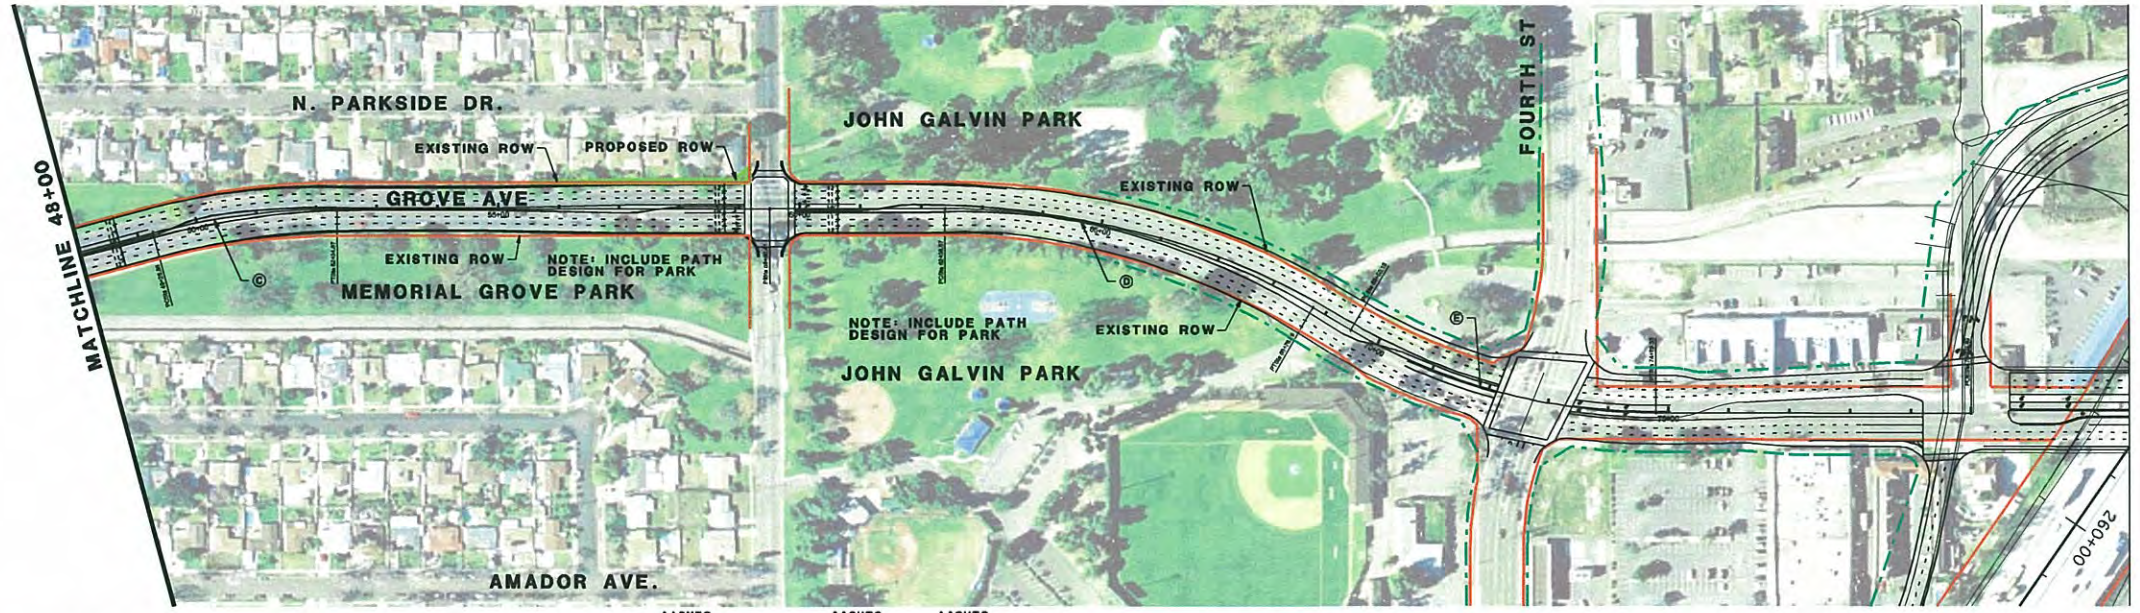 N. PARKSIDE DR.
JOHN GALVIN PARK
FOURTH ST
EXISTING ROW
PROPOSED ROW
MATCHLINE 48+00
GROVE AVE
EXISTING ROW
EXISTING ROW
NOTE: INCLUDE PATH
DESIGN FOR PARK
C
MEMORIAL GROVE PARK
D
NOTE: INCLUDE PATH
DESIGN FOR PARK
EXISTING ROW
E
JOHN GALVIN PARK
260+00
AMADOR AVE.